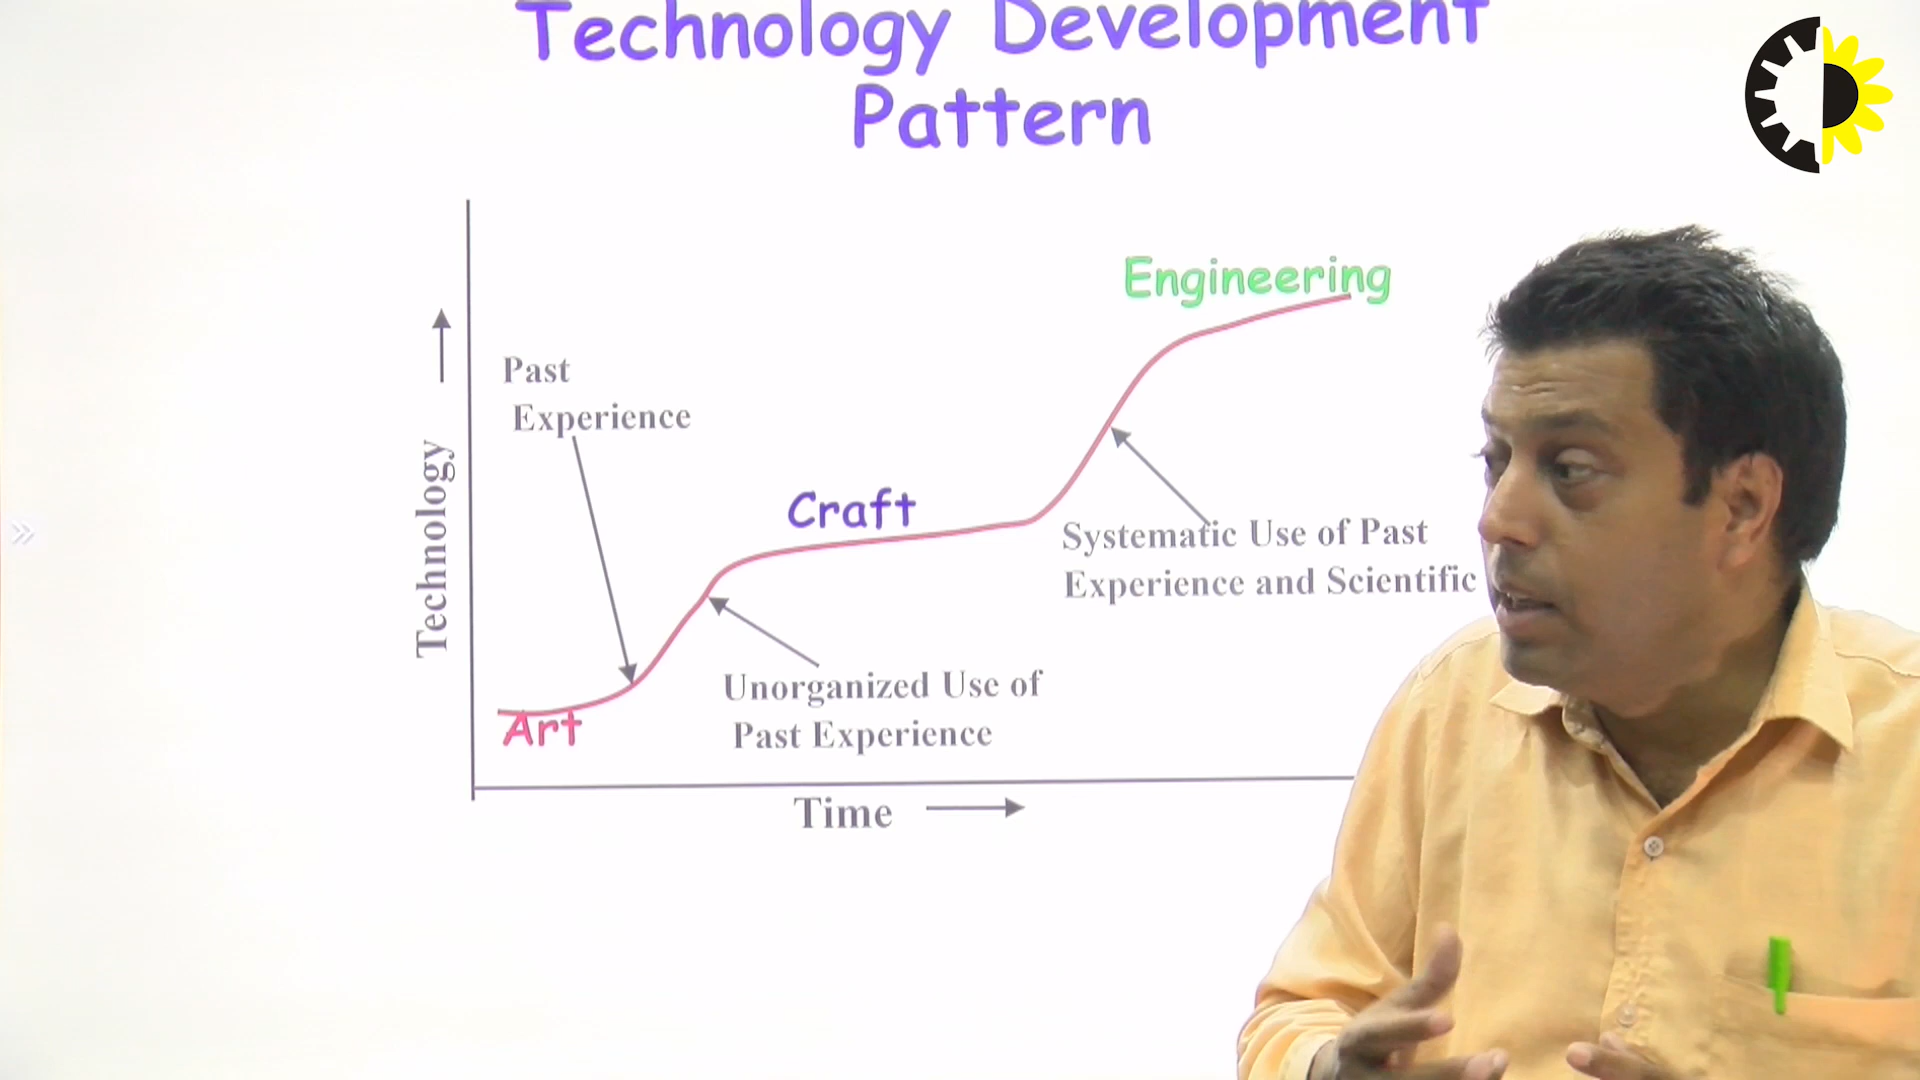 Technology Development
Pattern
Engineering
Past
Experience
Technology
Craft
Systematic Use of Past
Experience and Scientific
Unorganized Use of
Past Experience
Art
Time